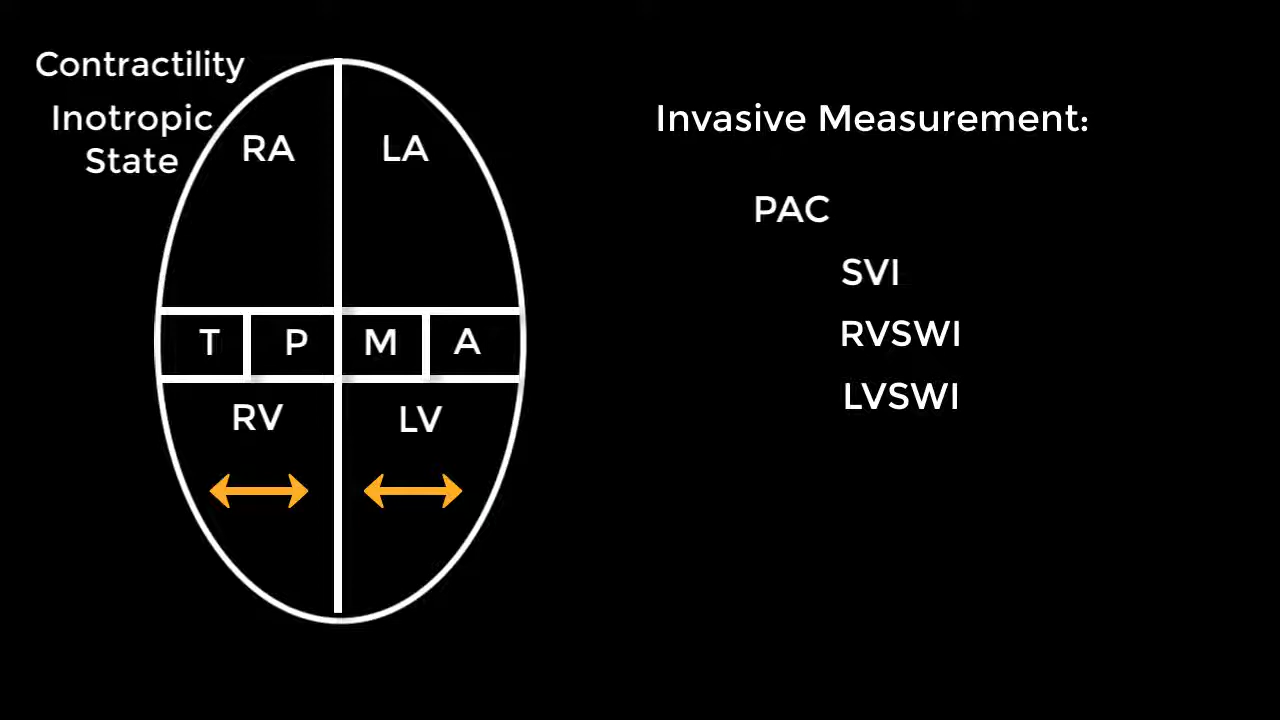 Contractility
Inotropic
State
RA
LA
T
P
M
A
RV
LV
Invasive Measurement:
PAC
SVI
RVSWI
LVSWI